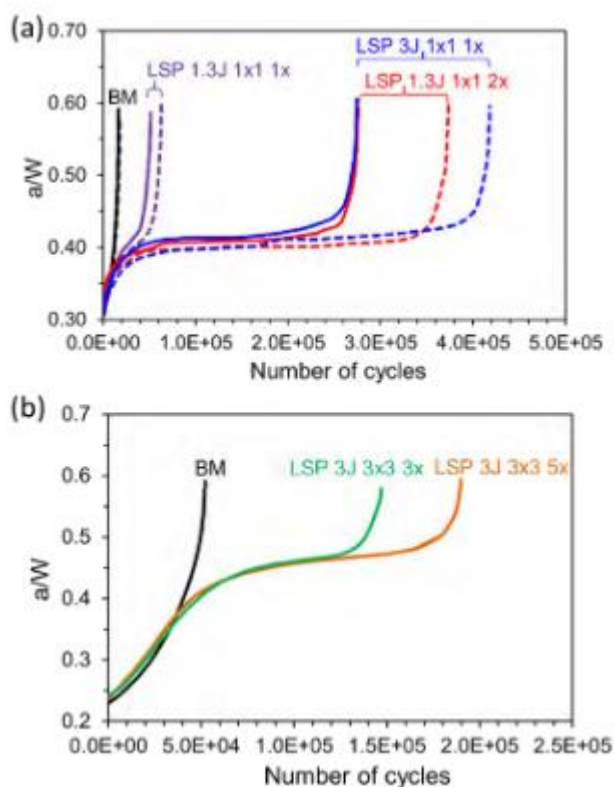 (a)
0.70
LSP 3J 1x1 1x
LSP 1.3J 1x1 1x
LSP 1.3J 1x1 2x
BM
0.60
a/W
0.50
0.40
0.30
0.0E+00 1.0E+05 2.0E+05 3.0E+05 4.0E+05 5.0E+05
Number of cycles
(b)
0.7
BM LSP 3J 3x3 3x LSP 3J 3x3 5x
0.6
a/W
0.5
0.4
0.3
0.2
0.0E+00 5.0E+04 1.0E+05 1.5E+05 2.0E+05 2.5E+05
Number of cycles